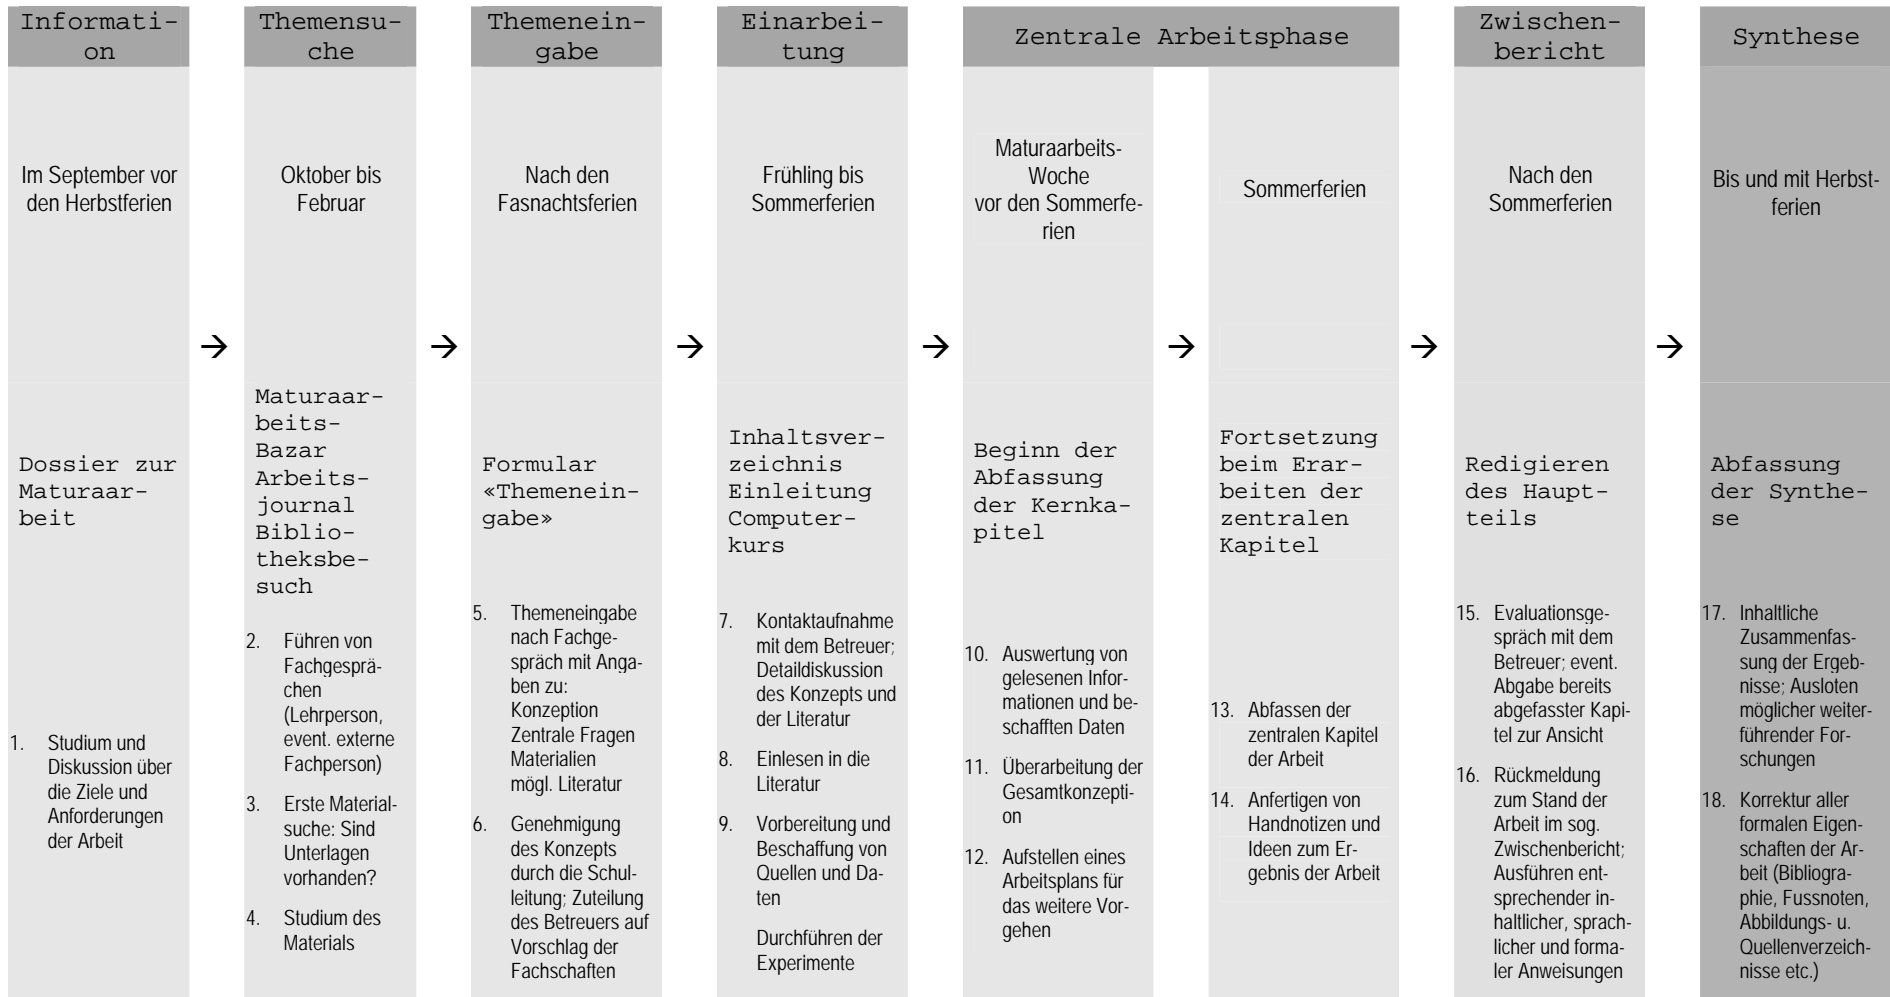 Informati-
on
Im September vor
den Herbstferien
Dossier zur
Maturaar-
beit
1. Studium und
Diskussion über
die Ziele und
Anforderungen
der Arbeit
→
Themensu-
che
Oktober bis
Februar
Maturaar-
beits-
Bazar
Arbeits-
journal
Biblio-
theksbe-
such
2. Führen von
Fachgesprä-
chen
(Lehrperson,
event. externe
Fachperson)
3. Erste Material-
suche: Sind
Unterlagen
vorhanden?
4. Studium des
Materials
→
Themenein-
gabe
Nach den
Fasnachtsferien
Formular
«Themenein-
gabe»
5. Themeneingabe
nach Fachge-
spräch mit Anga-
ben zu:
Konzeption
Zentrale Fragen
Materialien
mögl. Literatur
6. Genehmigung
des Konzepts
durch die Schul-
leitung; Zuteilung
des Betreuers auf
Vorschlag der
Fachschaften
→
Einarbei-
tung
Frühling bis
Sommerferien
Inhaltsver-
zeichnis
Einleitung
Computer-
kurs
7. Kontaktaufnahme
mit dem Betreuer;
Detaildiskussion
des Konzepts und
der Literatur
8. Einlesen in die
Literatur
9. Vorbereitung und
Beschaffung von
Quellen und Da-
ten
Durchführen der
Experimente
→
Zentrale Arbeitsphase
Maturaarbeits-
Woche
vor den Sommerfe-
rien
Beginn der
Abfassung
der Kernka-
pitel
10. Auswertung von
gelesenen Infor-
mationen und be-
schafften Daten
11. Überarbeitung der
Gesamtkonzepti-
on
12. Aufstellen eines
Arbeitsplans für
das weitere Vor-
gehen
→
Sommerferien
Fortsetzung
beim Erar-
beiten der
zentralen
Kapitel
13. Abfassen der
zentralen Kapitel
der Arbeit
14. Anfertigen von
Handnotizen und
Ideen zum Er-
gebnis der Arbeit
→
Zwischen-
bericht
Nach den
Sommerferien
Redigieren
des Haupt-
teils
15. Evaluationsge-
spräch mit dem
Betreuer; event.
Abgabe bereits
abgefasster Kapi-
tel zur Ansicht
16. Rückmeldung
zum Stand der
Arbeit im sog.
Zwischenbericht;
Ausführen ent-
sprechender in-
haltlicher, sprach-
licher und forma-
ler Anweisungen
→
Synthese
Bis und mit Herbst-
ferien
Abfassung
der Synthe-
se
17. Inhaltliche
Zusammenfas-
sung der Ergeb-
nisse; Ausloten
möglicher weiter-
führender For-
schungen
18. Korrektur aller
formalen Eigen-
schaften der Ar-
beit (Bibliogra-
phie, Fussnoten,
Abbildungs- u.
Quellenverzeich-
nisse etc.)